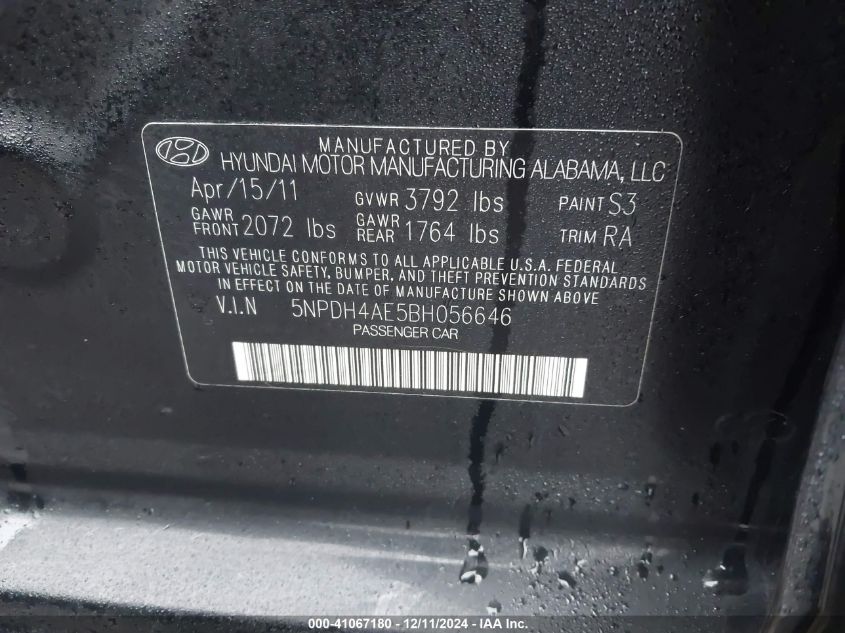 MANUFACTURED BY
HYUNDAI MOTOR MANUFACTURING ALABAMA, LLC
Apr/15/11 GVWR 3792 lbs PAINT S3
GAWR FRONT 2072 lbs GAWR REAR 1764 lbs TRIM RA
THIS VEHICLE CONFORMS TO ALL APPLICABLE U.S.A. FEDERAL
MOTOR VEHICLE SAFETY, BUMPER, AND THEFT PREVENTION STANDARDS
IN EFFECT ON THE DATE OF MANUFACTURE SHOWN ABOVE
V.I.N 5NPDH4AE5BH056646
PASSENGER CAR
000-41067180 - 12/11/2024 - IAA Inc.